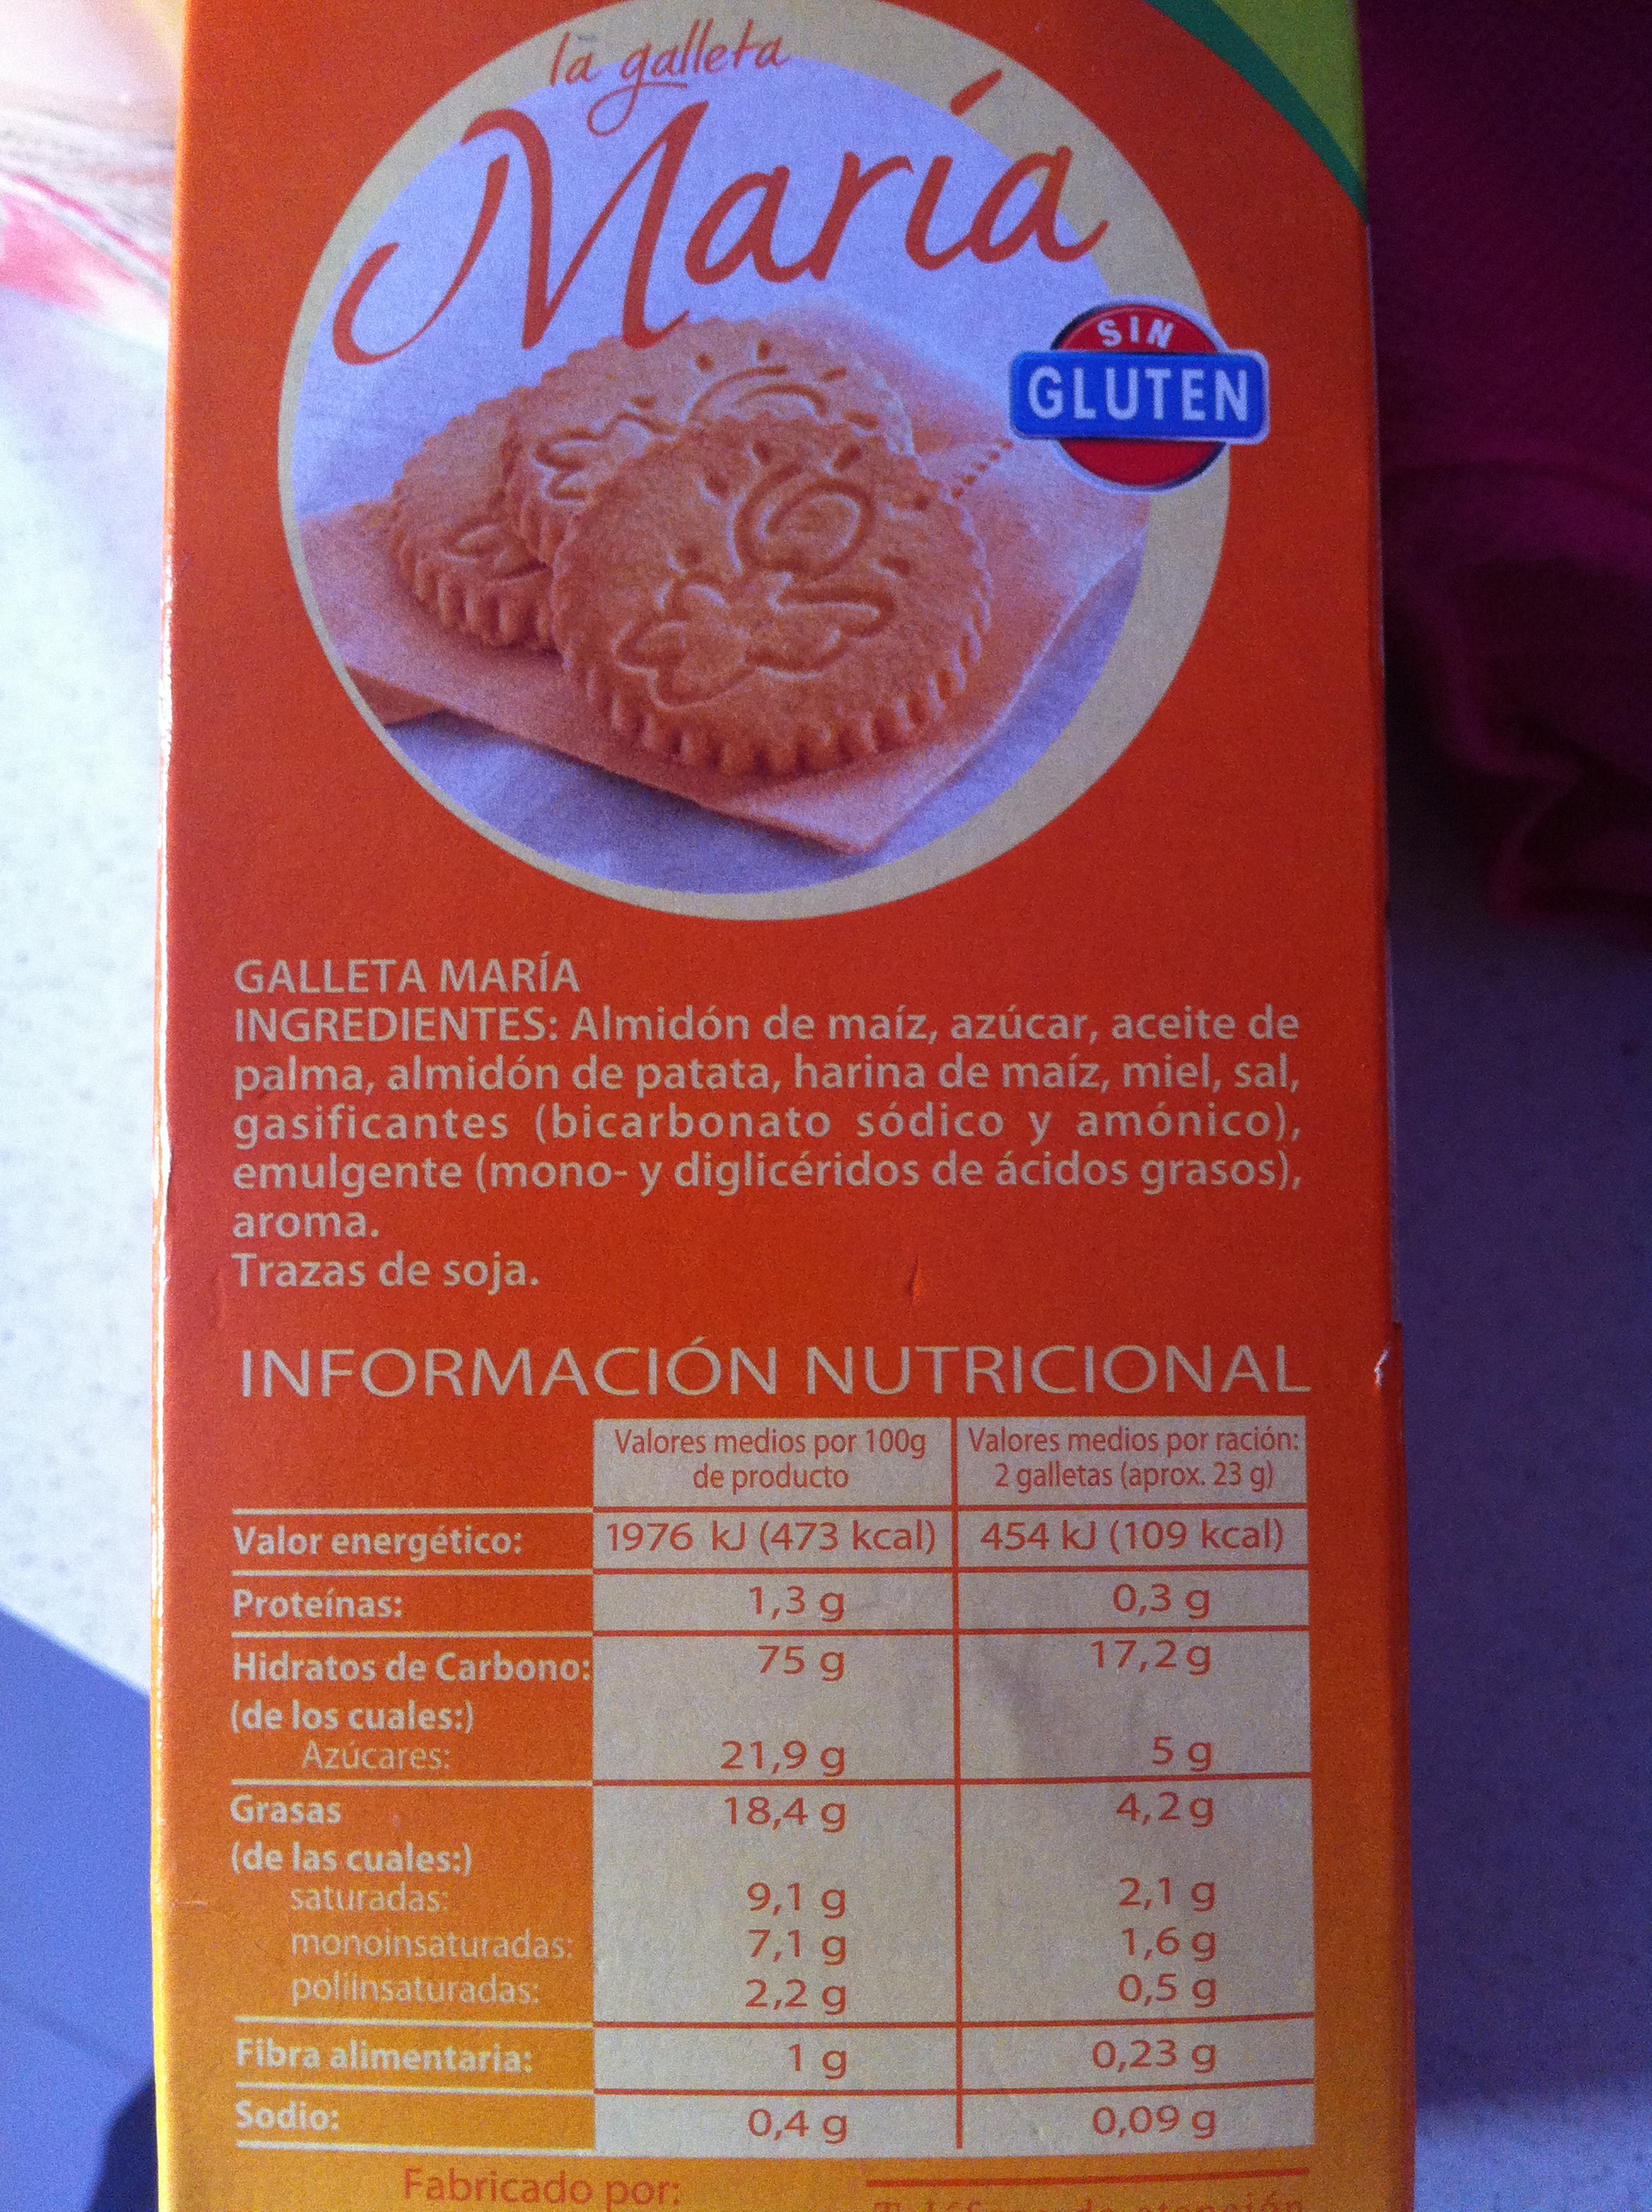 la galleta
María
SIN
GLUTEN
GALLETA MARÍA
INGREDIENTES: Almidón de maíz, azúcar, aceite de
palma, almidón de patata, harina de maíz, miel, sal,
gasificantes (bicarbonato sódico y amónico),
emulgente (mono- y diglicéridos de ácidos grasos),
aroma.
Trazas de soja.
INFORMACIÓN NUTRICIONAL
Valores medios por 100g Valores medios por ración:
de producto 2 galletas (aprox. 23 g)
Valor energético: 1976 kJ (473 kcal) 454 kJ (109 kcal)
Proteínas: 1,3 g 0,3 g
Hidratos de Carbono: 75 g 17,2 g
(de los cuales:)
Azúcares: 21,9 g 5 g
Grasas 18,4 g 4,2 g
(de las cuales:)
saturadas: 9,1 g 2,1 g
monoinsaturadas: 7,1 g 1,6 g
poliinsaturadas: 2,2 g 0,5 g
Fibra alimentaria: 1 g 0,23 g
Sodio: 0,4 g 0,09 g
Fabricado por: